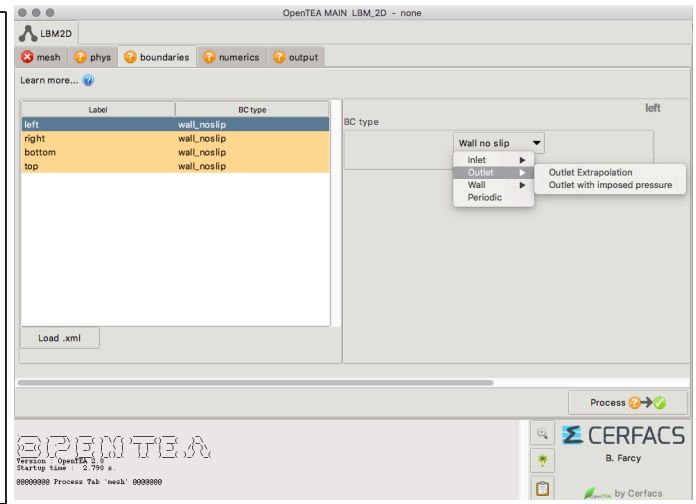 OpenTEA MAIN LBM_2D - none
LBM2D
mesh phys boundaries numerics output
Learn more...
Label BC type
left wall_noslip
right wall_noslip
bottom wall_noslip
top wall_noslip
left
BC type
Wall no slip
Inlet
Outlet
Wall
Periodic
Outlet Extrapolation
Outlet with imposed pressure
Load .xml
Process
OPENTEA
Version : OpenTEA 2.0
Startup time : 2.790 s.
@@@@@@@@ Process Tab 'mesh' @@@@@@@@
CERFACS
B. Farcy
OpenTEA by Cerfacs